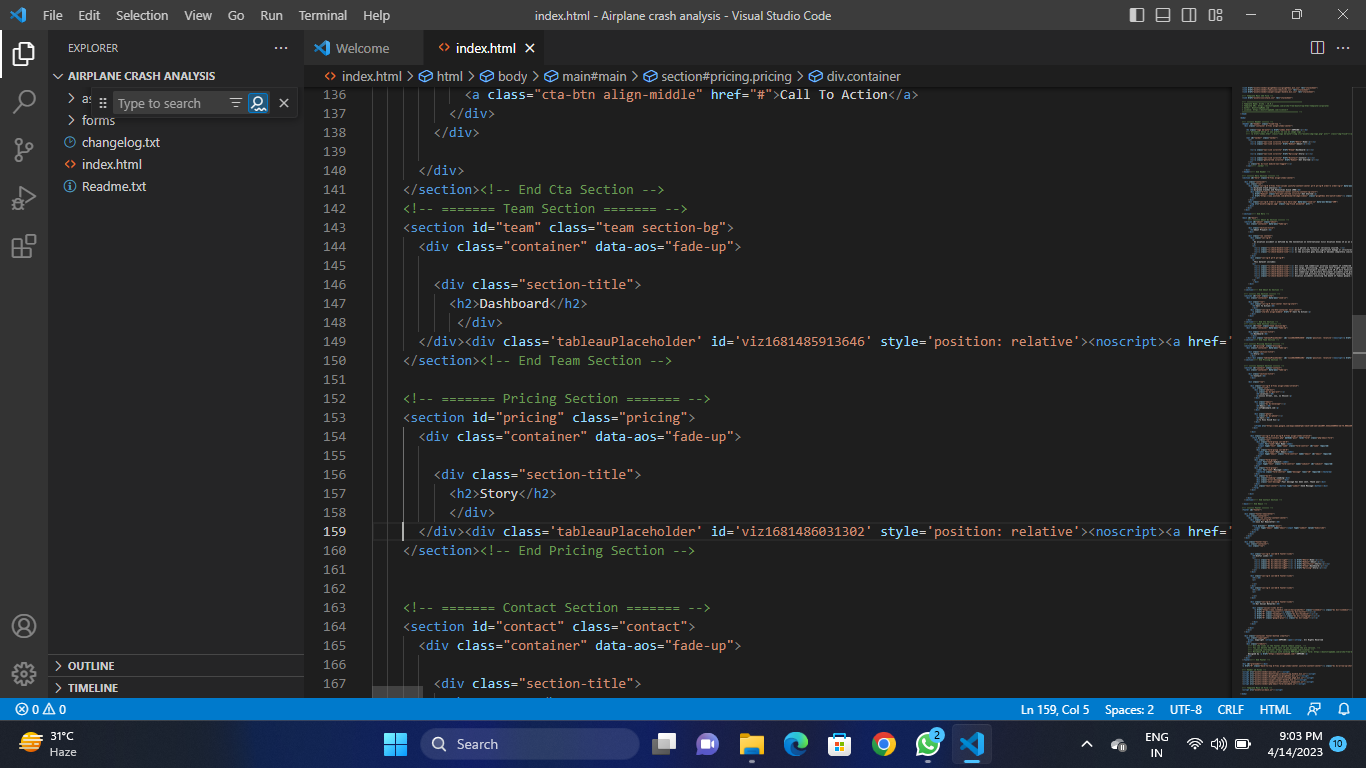 File Edit Selection View Go Run Terminal Help index.html - Airplane crash analysis - Visual Studio Code
EXPLORER
Welcome
index.html
AIRPLANE CRASH ANALYSIS
index.html > html > body > main#main > section#pricing.pricing > div.container
as
Type to search
forms
changelog.txt
index.html
Readme.txt
136 <a class="cta-btn align-middle" href="#">Call To Action</a>
137 </div>
138 </div>
139
140 </div>
141 </section><!-- End Cta Section -->
142 <!-- ======= Team Section ======= -->
143 <section id="team" class="team section-bg">
144 <div class="container" data-aos="fade-up">
145
146 <div class="section-title">
147 <h2>Dashboard</h2>
148 </div>
149 </div><div class='tableauPlaceholder' id='viz1681485913646' style='position: relative'><noscript><a href='
150 </section><!-- End Team Section -->
151
152 <!-- ======= Pricing Section ======= -->
153 <section id="pricing" class="pricing">
154 <div class="container" data-aos="fade-up">
155
156 <div class="section-title">
157 <h2>Story</h2>
158 </div>
159 </div><div class='tableauPlaceholder' id='viz1681486031302' style='position: relative'><noscript><a href='
160 </section><!-- End Pricing Section -->
161
162
163 <!-- ======= Contact Section ======= -->
164 <section id="contact" class="contact">
165 <div class="container" data-aos="fade-up">
166
167 <div class="section-title">
OUTLINE
TIMELINE
0 0 Ln 159, Col 5 Spaces: 2 UTF-8 CRLF HTML
31°C
Haze
Search
2
ENG
IN
9:03 PM
4/14/2023
10